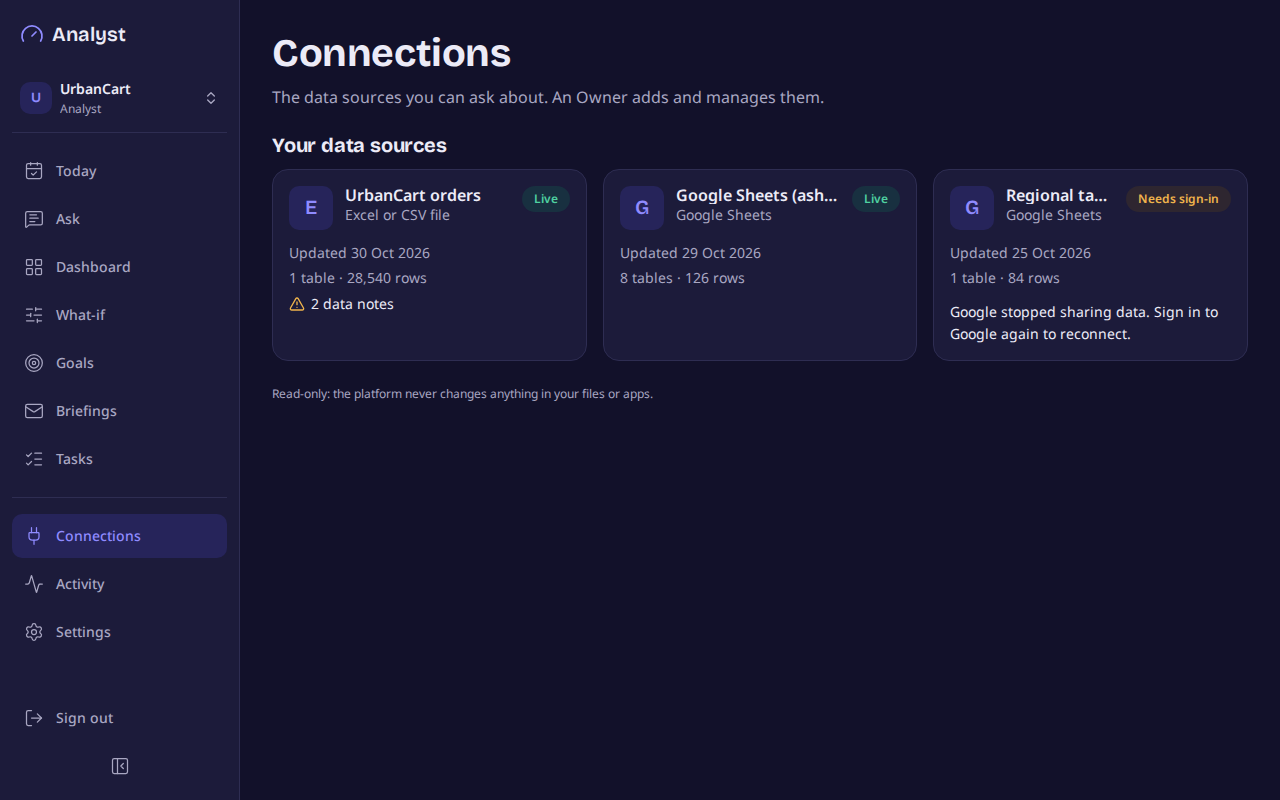 Analyst
U
UrbanCart
Analyst
Today
Ask
Dashboard
What-if
Goals
Briefings
Tasks
Connections
Activity
Settings
Sign out
Connections
The data sources you can ask about. An Owner adds and manages them.
Your data sources
E
UrbanCart orders
Excel or CSV file
Live
Updated 30 Oct 2026
1 table · 28,540 rows
2 data notes
G
Google Sheets (ash...
Google Sheets
Live
Updated 29 Oct 2026
8 tables · 126 rows
G
Regional ta...
Google Sheets
Needs sign-in
Updated 25 Oct 2026
1 table · 84 rows
Google stopped sharing data. Sign in to
Google again to reconnect.
Read-only: the platform never changes anything in your files or apps.